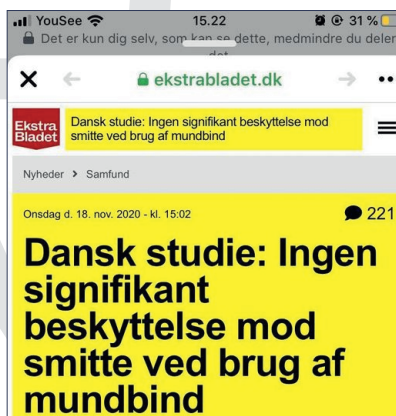 YouSee 15.22 31 %
Det er kun dig selv, som kan se dette, medmindre du deler
det
ekstrabladet.dk
Ekstra
Bladet
Dansk studie: Ingen signifikant beskyttelse mod
smitte ved brug af mundbind
Nyheder > Samfund
Onsdag d. 18. nov. 2020 - kl. 15:02 221
Dansk studie: Ingen
signifikant
beskyttelse mod
smitte ved brug af
mundbind